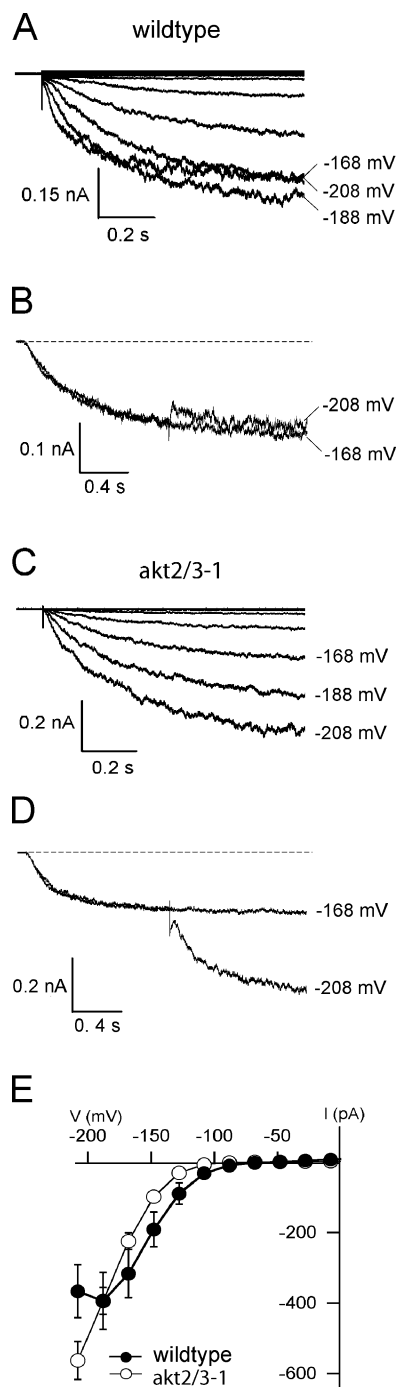 A
wildtype
-168 mV
-208 mV
-188 mV
0.15 nA
0.2 s
B
-208 mV
-168 mV
0.1 nA
0.4 s
C
akt2/3-1
-168 mV
-188 mV
-208 mV
0.2 nA
0.2 s
D
-168 mV
-208 mV
0.2 nA
0. 4 s
E
V (mV)
I (pA)
-200
-150
-100
-50
-200
-400
-600
wildtype
akt2/3-1